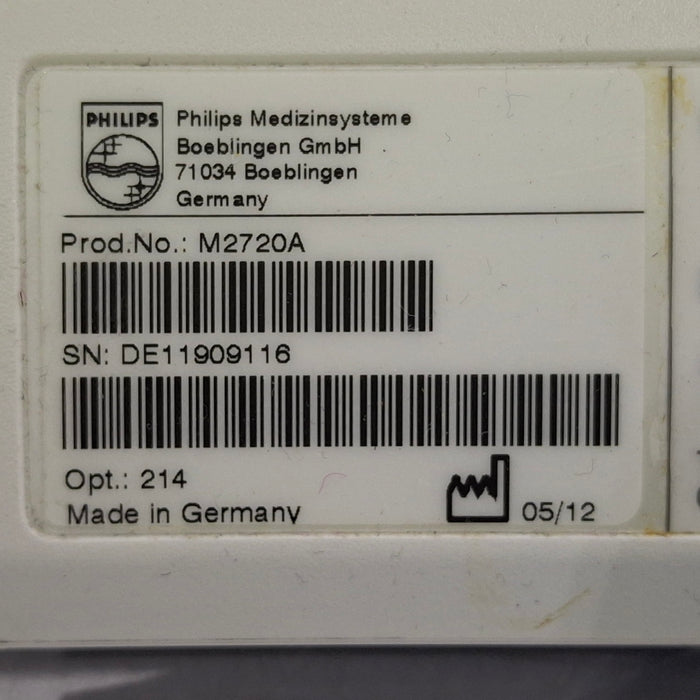 PHILIPS
Philips Medizinsysteme
Boeblingen GmbH
71034 Boeblingen
Germany
Prod.No.: M2720A
SN: DE11909116
Opt.: 214
Made in Germany
05/12